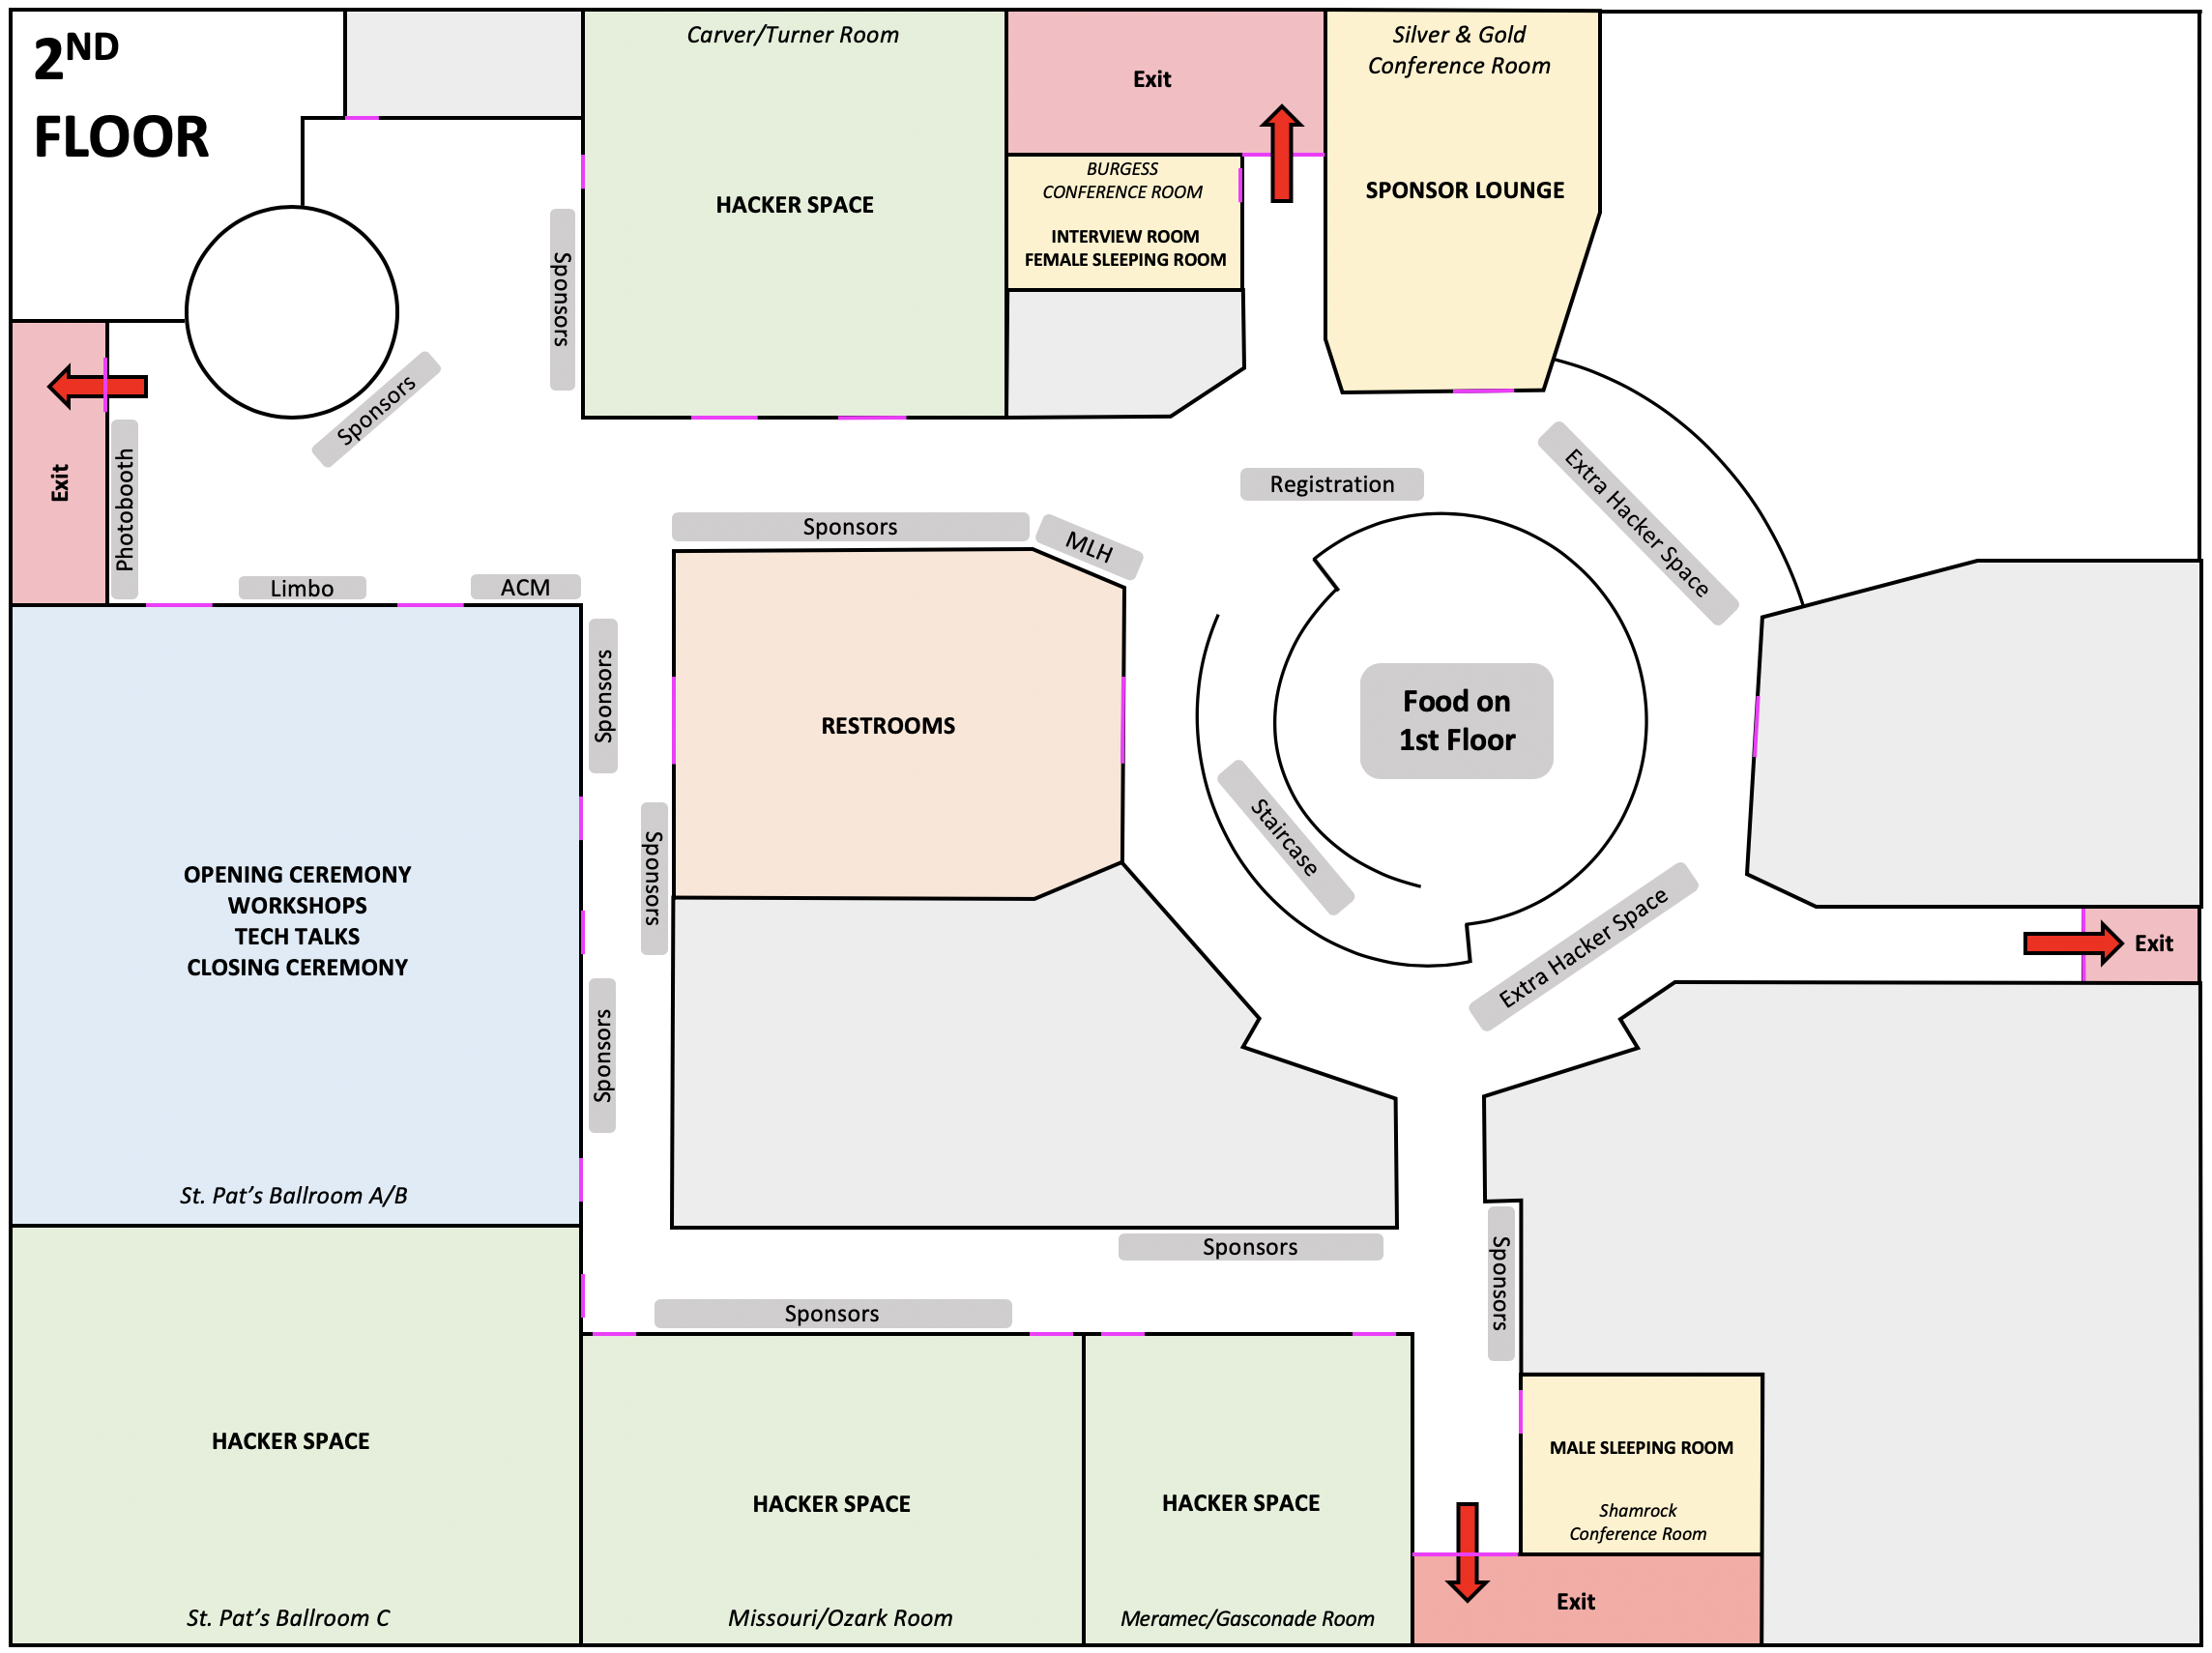 2ND
FLOOR
Carver/Turner Room
HACKER SPACE
Exit
BURGESS
CONFERENCE ROOM
INTERVIEW ROOM
FEMALE SLEEPING ROOM
Silver & Gold
Conference Room
SPONSOR LOUNGE
Sponsors
Sponsors
Exit
Photobooth
Limbo
ACM
Sponsors
MLH
Registration
Extra Hacker Space
Sponsors
RESTROOMS
Food on
1st Floor
Staircase
Sponsors
Extra Hacker Space
Exit
OPENING CEREMONY
WORKSHOPS
TECH TALKS
CLOSING CEREMONY
St. Pat’s Ballroom A/B
Sponsors
Sponsors
Sponsors
Sponsors
HACKER SPACE
St. Pat’s Ballroom C
HACKER SPACE
Missouri/Ozark Room
HACKER SPACE
Meramec/Gasconade Room
MALE SLEEPING ROOM
Shamrock
Conference Room
Exit